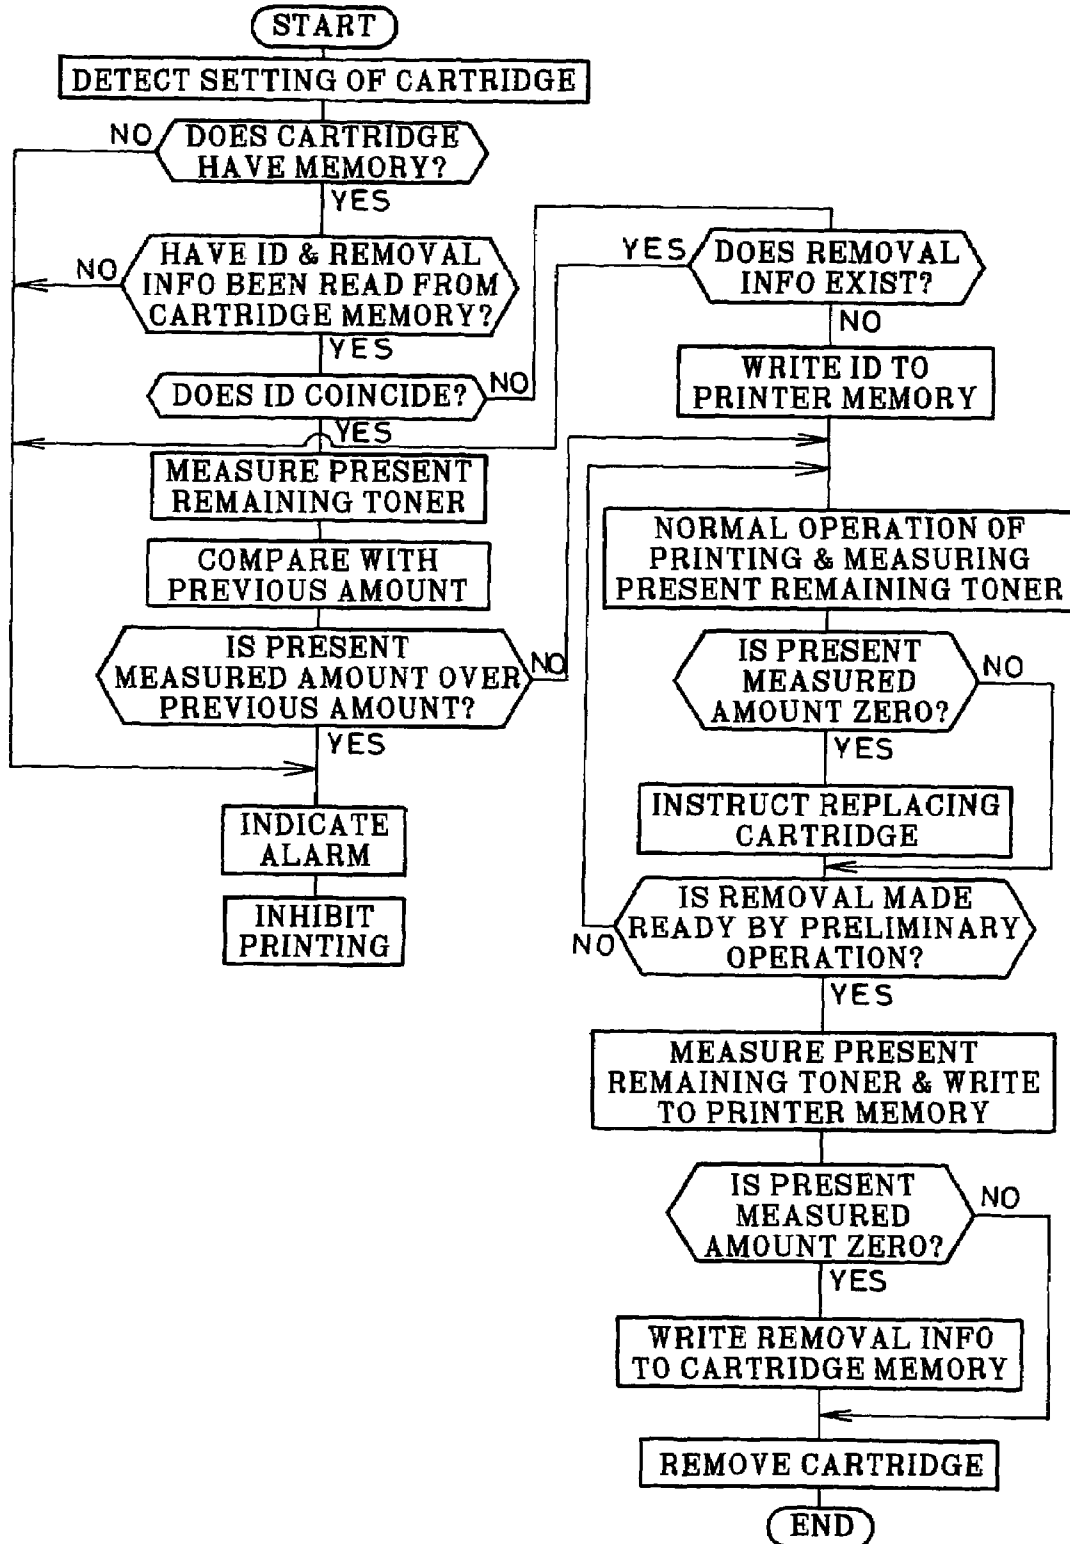 START
DETECT SETTING OF CARTRIDGE
NO
DOES CARTRIDGE
HAVE MEMORY?
YES
NO
HAVE ID & REMOVAL
INFO BEEN READ FROM
CARTRIDGE MEMORY?
YES
DOES ID COINCIDE?
NO
YES
MEASURE PRESENT
REMAINING TONER
COMPARE WITH
PREVIOUS AMOUNT
IS PRESENT
MEASURED AMOUNT OVER
PREVIOUS AMOUNT?
NO
YES
INDICATE
ALARM
INHIBIT
PRINTING
YES
DOES REMOVAL
INFO EXIST?
NO
WRITE ID TO
PRINTER MEMORY
NORMAL OPERATION OF
PRINTING & MEASURING
PRESENT REMAINING TONER
IS PRESENT
MEASURED
AMOUNT ZERO?
NO
YES
INSTRUCT REPLACING
CARTRIDGE
IS REMOVAL MADE
READY BY PRELIMINARY
OPERATION?
NO
YES
MEASURE PRESENT
REMAINING TONER & WRITE
TO PRINTER MEMORY
IS PRESENT
MEASURED
AMOUNT ZERO?
NO
YES
WRITE REMOVAL INFO
TO CARTRIDGE MEMORY
REMOVE CARTRIDGE
END